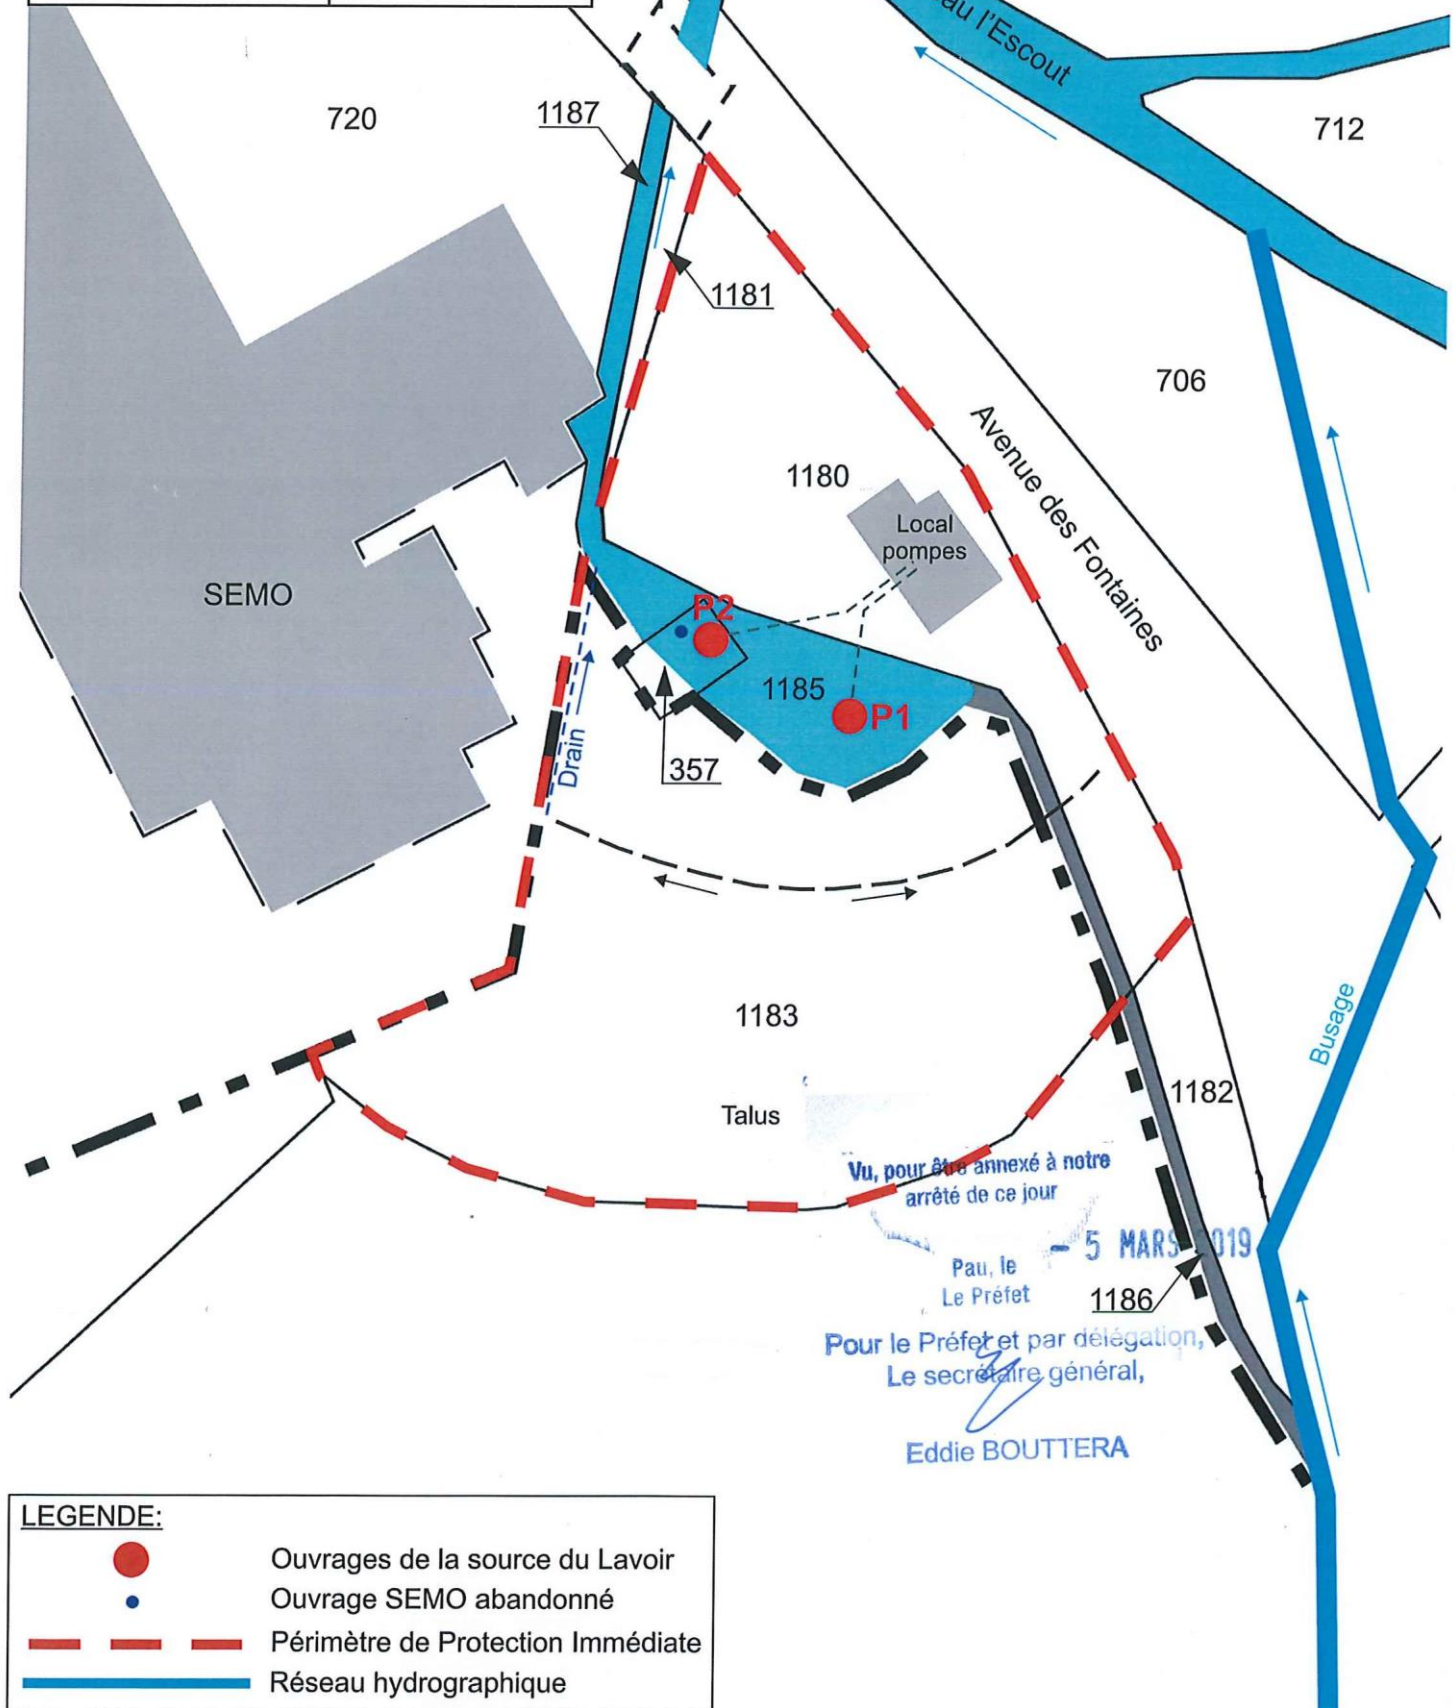 au l'Escout
720
1187
712
1181
706
Avenue des Fontaines
1180
Local
pompes
SEMO
P2
1185
P1
Drain
357
1183
Busage
1182
Talus
Vu, pour être annexé à notre
arrêté de ce jour
- 5 MARS 2019
Pau, le
Le Préfet
1186
Pour le Préfet et par délégation,
Le secrétaire général,
Eddie BOUTTERA
LEGENDE:
Ouvrages de la source du Lavoir
Ouvrage SEMO abandonné
Périmètre de Protection Immédiate
Réseau hydrographique